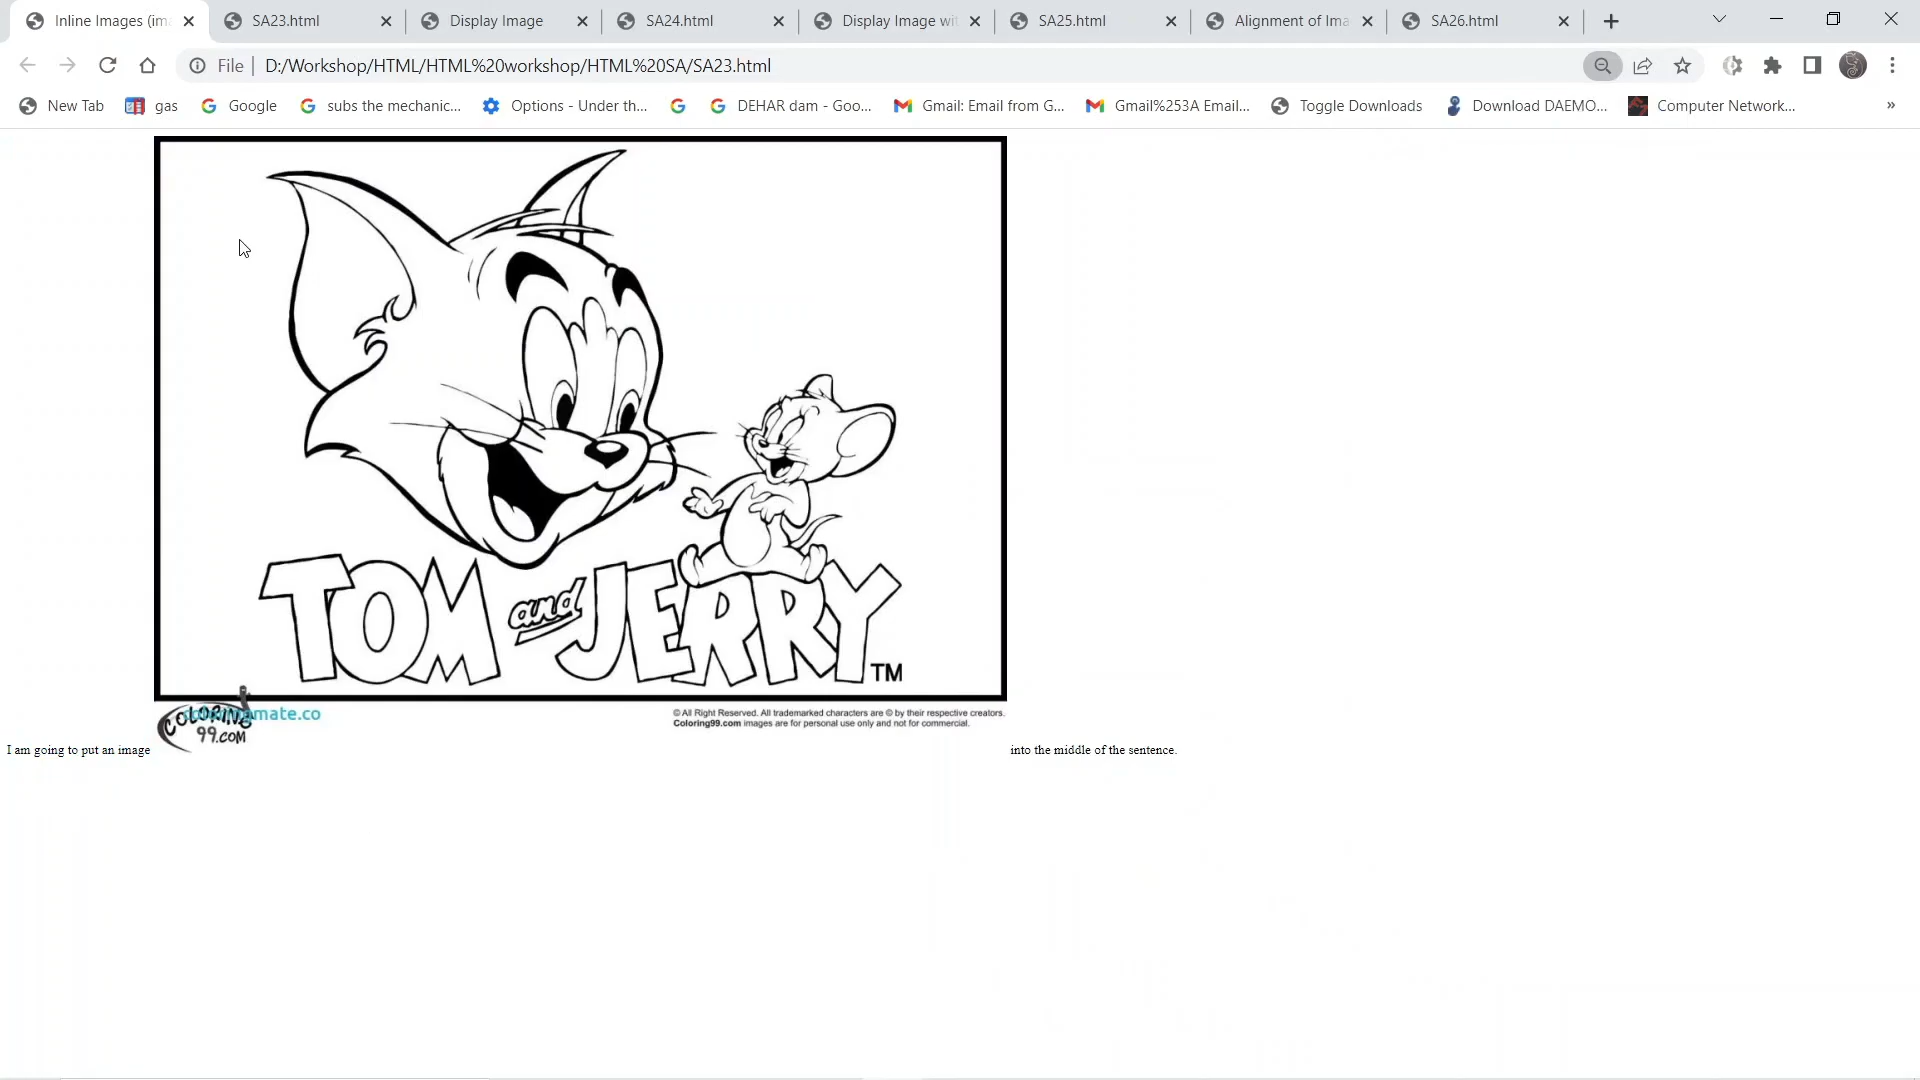 Inline Images (im
SA23.html
Display Image
SA24.html
Display Image wi
SA25.html
Alignment of Ima
SA26.html
File
D:/Workshop/HTML/HTML%20workshop/HTML%20SA/SA23.html
New Tab
gas
Google
subs the mechanic...
Options - Under th...
DEHAR dam - Goo...
Gmail: Email from G...
Gmail%253A Email...
Toggle Downloads
Download DAEMO...
Computer Network...
»
TOM and JERRY TM
COLORING
99.COM
© All Right Reserved. All trademarked characters are © by their respective creators.
Coloring99.com images are for personal use only and not for commercial.
I am going to put an image
into the middle of the sentence.